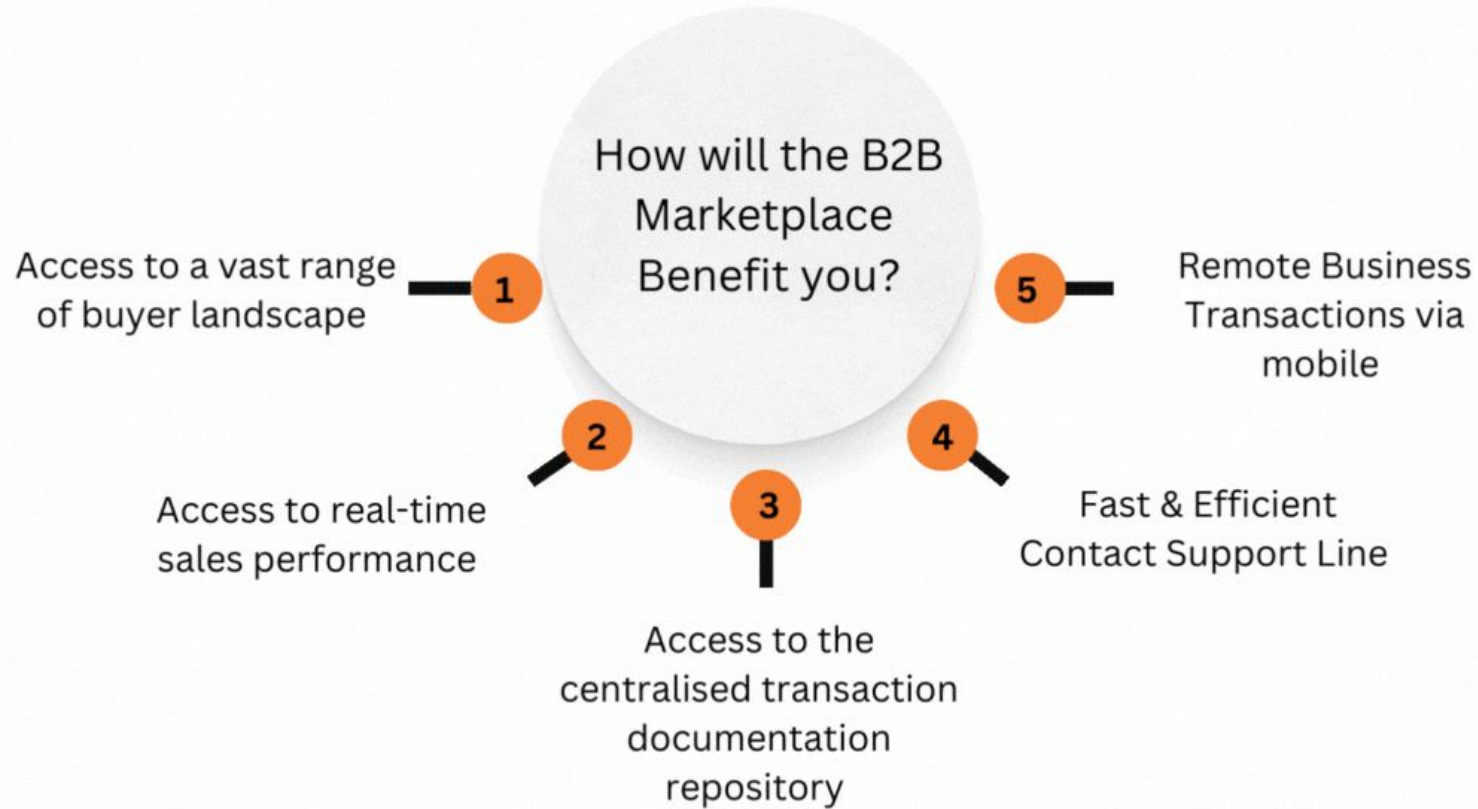 How will the B2B
Marketplace
Benefit you?
1
Access to a vast range
of buyer landscape
2
Access to real-time
sales performance
3
Access to the
centralised transaction
documentation
repository
4
Fast & Efficient
Contact Support Line
5
Remote Business
Transactions via
mobile